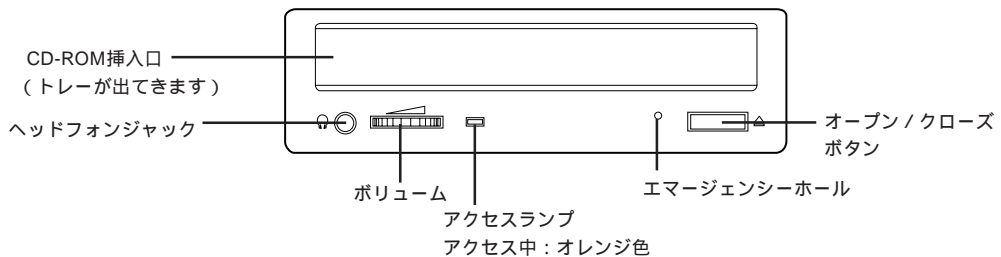 CD-ROM挿入口
（トレーが出てきます）
ヘッドフォンジャック
ボリューム
アクセスランプ
アクセス中：オレンジ色
エマージェンシーホール
オープン／クローズ
ボタン